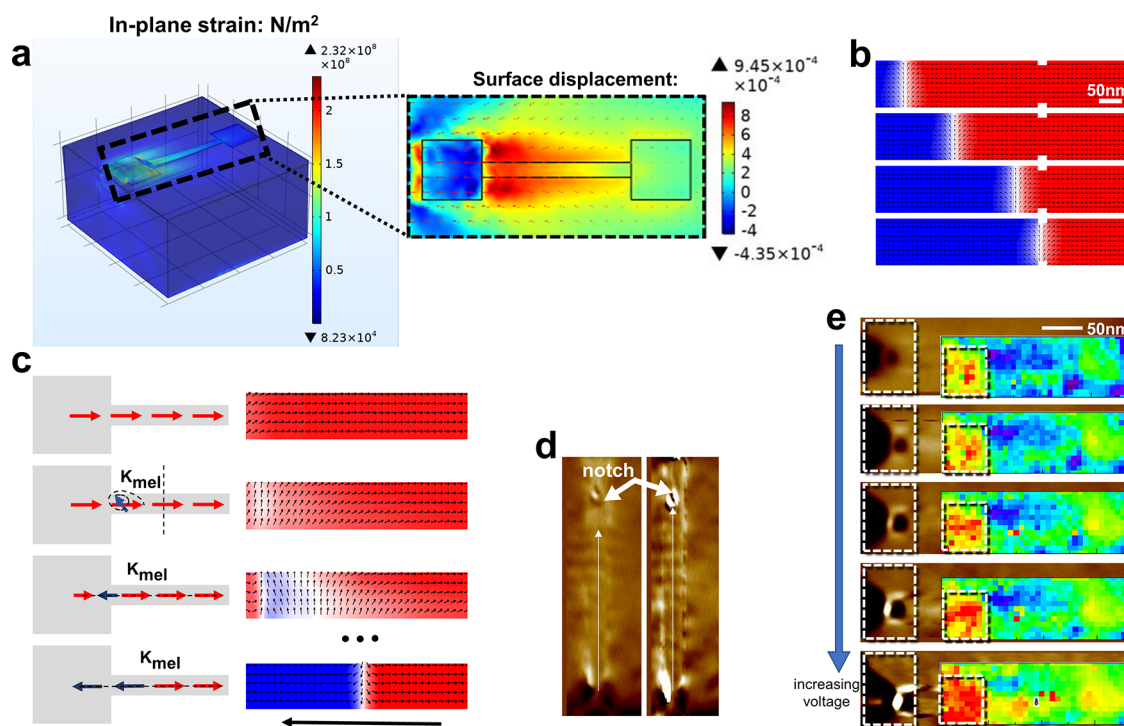 In-plane strain: N/m²
a
2.32×10⁸
×10⁸
2
1.5
1
0.5
8.23×10⁴
Surface displacement:
9.45×10⁻⁴
×10⁻⁴
8
6
4
2
0
-2
-4
-4.35×10⁻⁴
b
50nm
c
Kmel
Kmel
Kmel
•••
d
notch
e
50nm
increasing
voltage